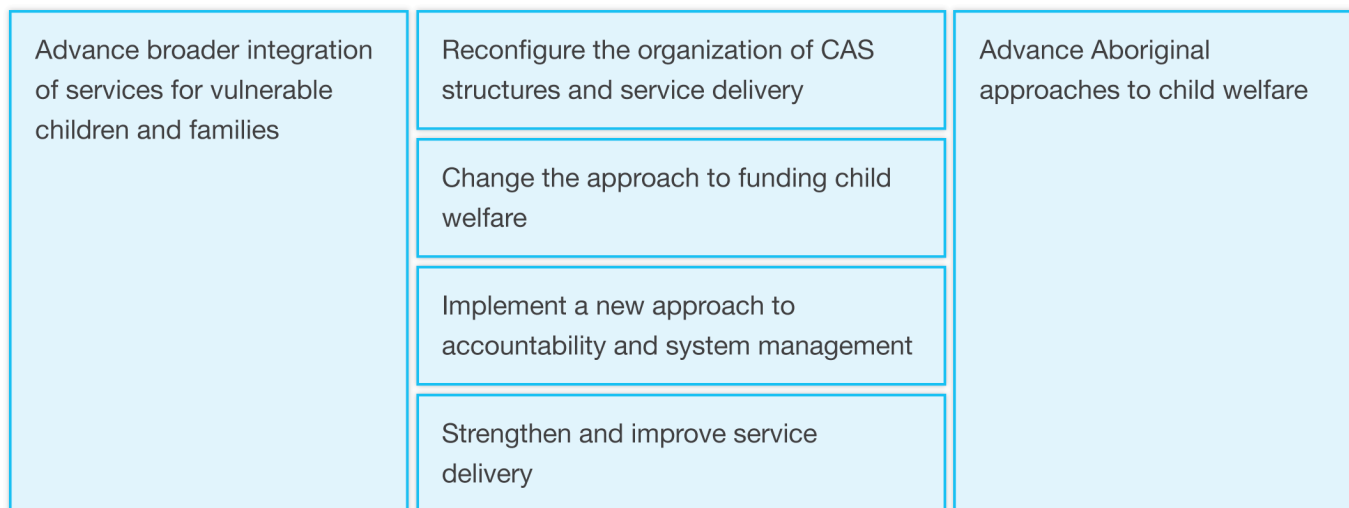 Advance broader integration
of services for vulnerable
children and families
Reconfigure the organization of CAS
structures and service delivery
Change the approach to funding child
welfare
Implement a new approach to
accountability and system management
Strengthen and improve service
delivery
Advance Aboriginal
approaches to child welfare